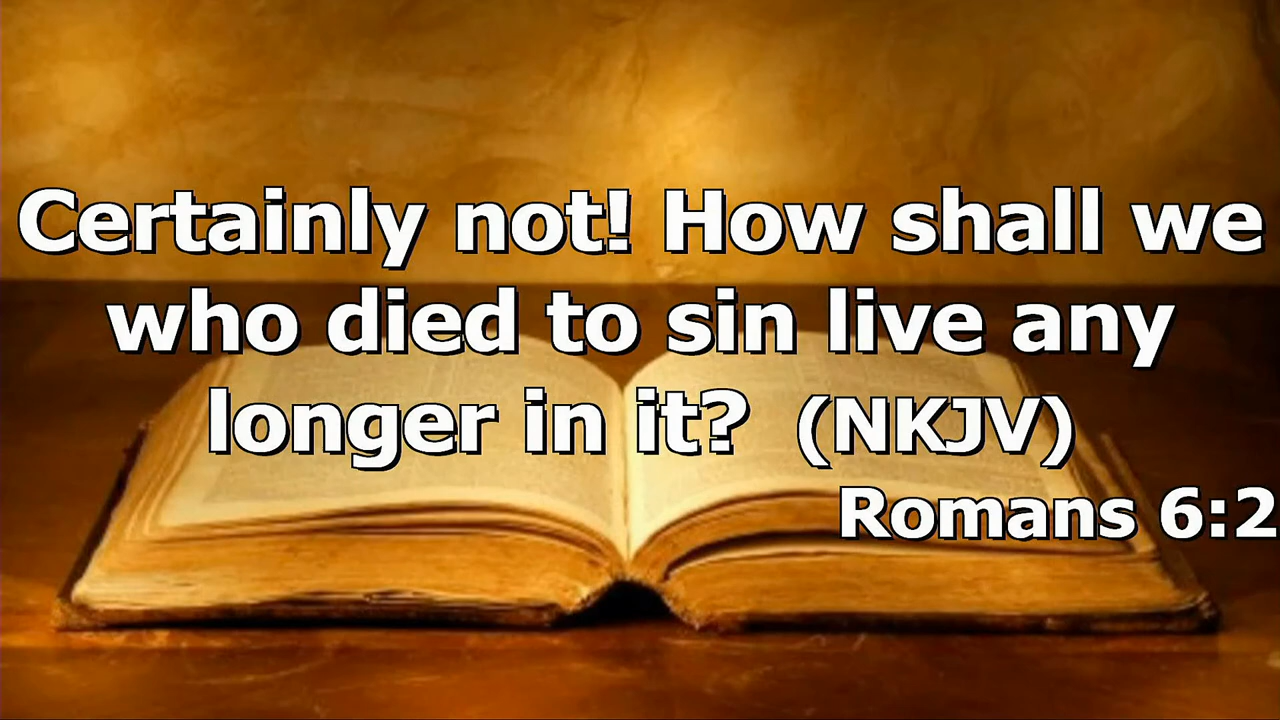 Certainly not! How shall we
who died to sin live any
longer in it? (NKJV)
Romans 6:2